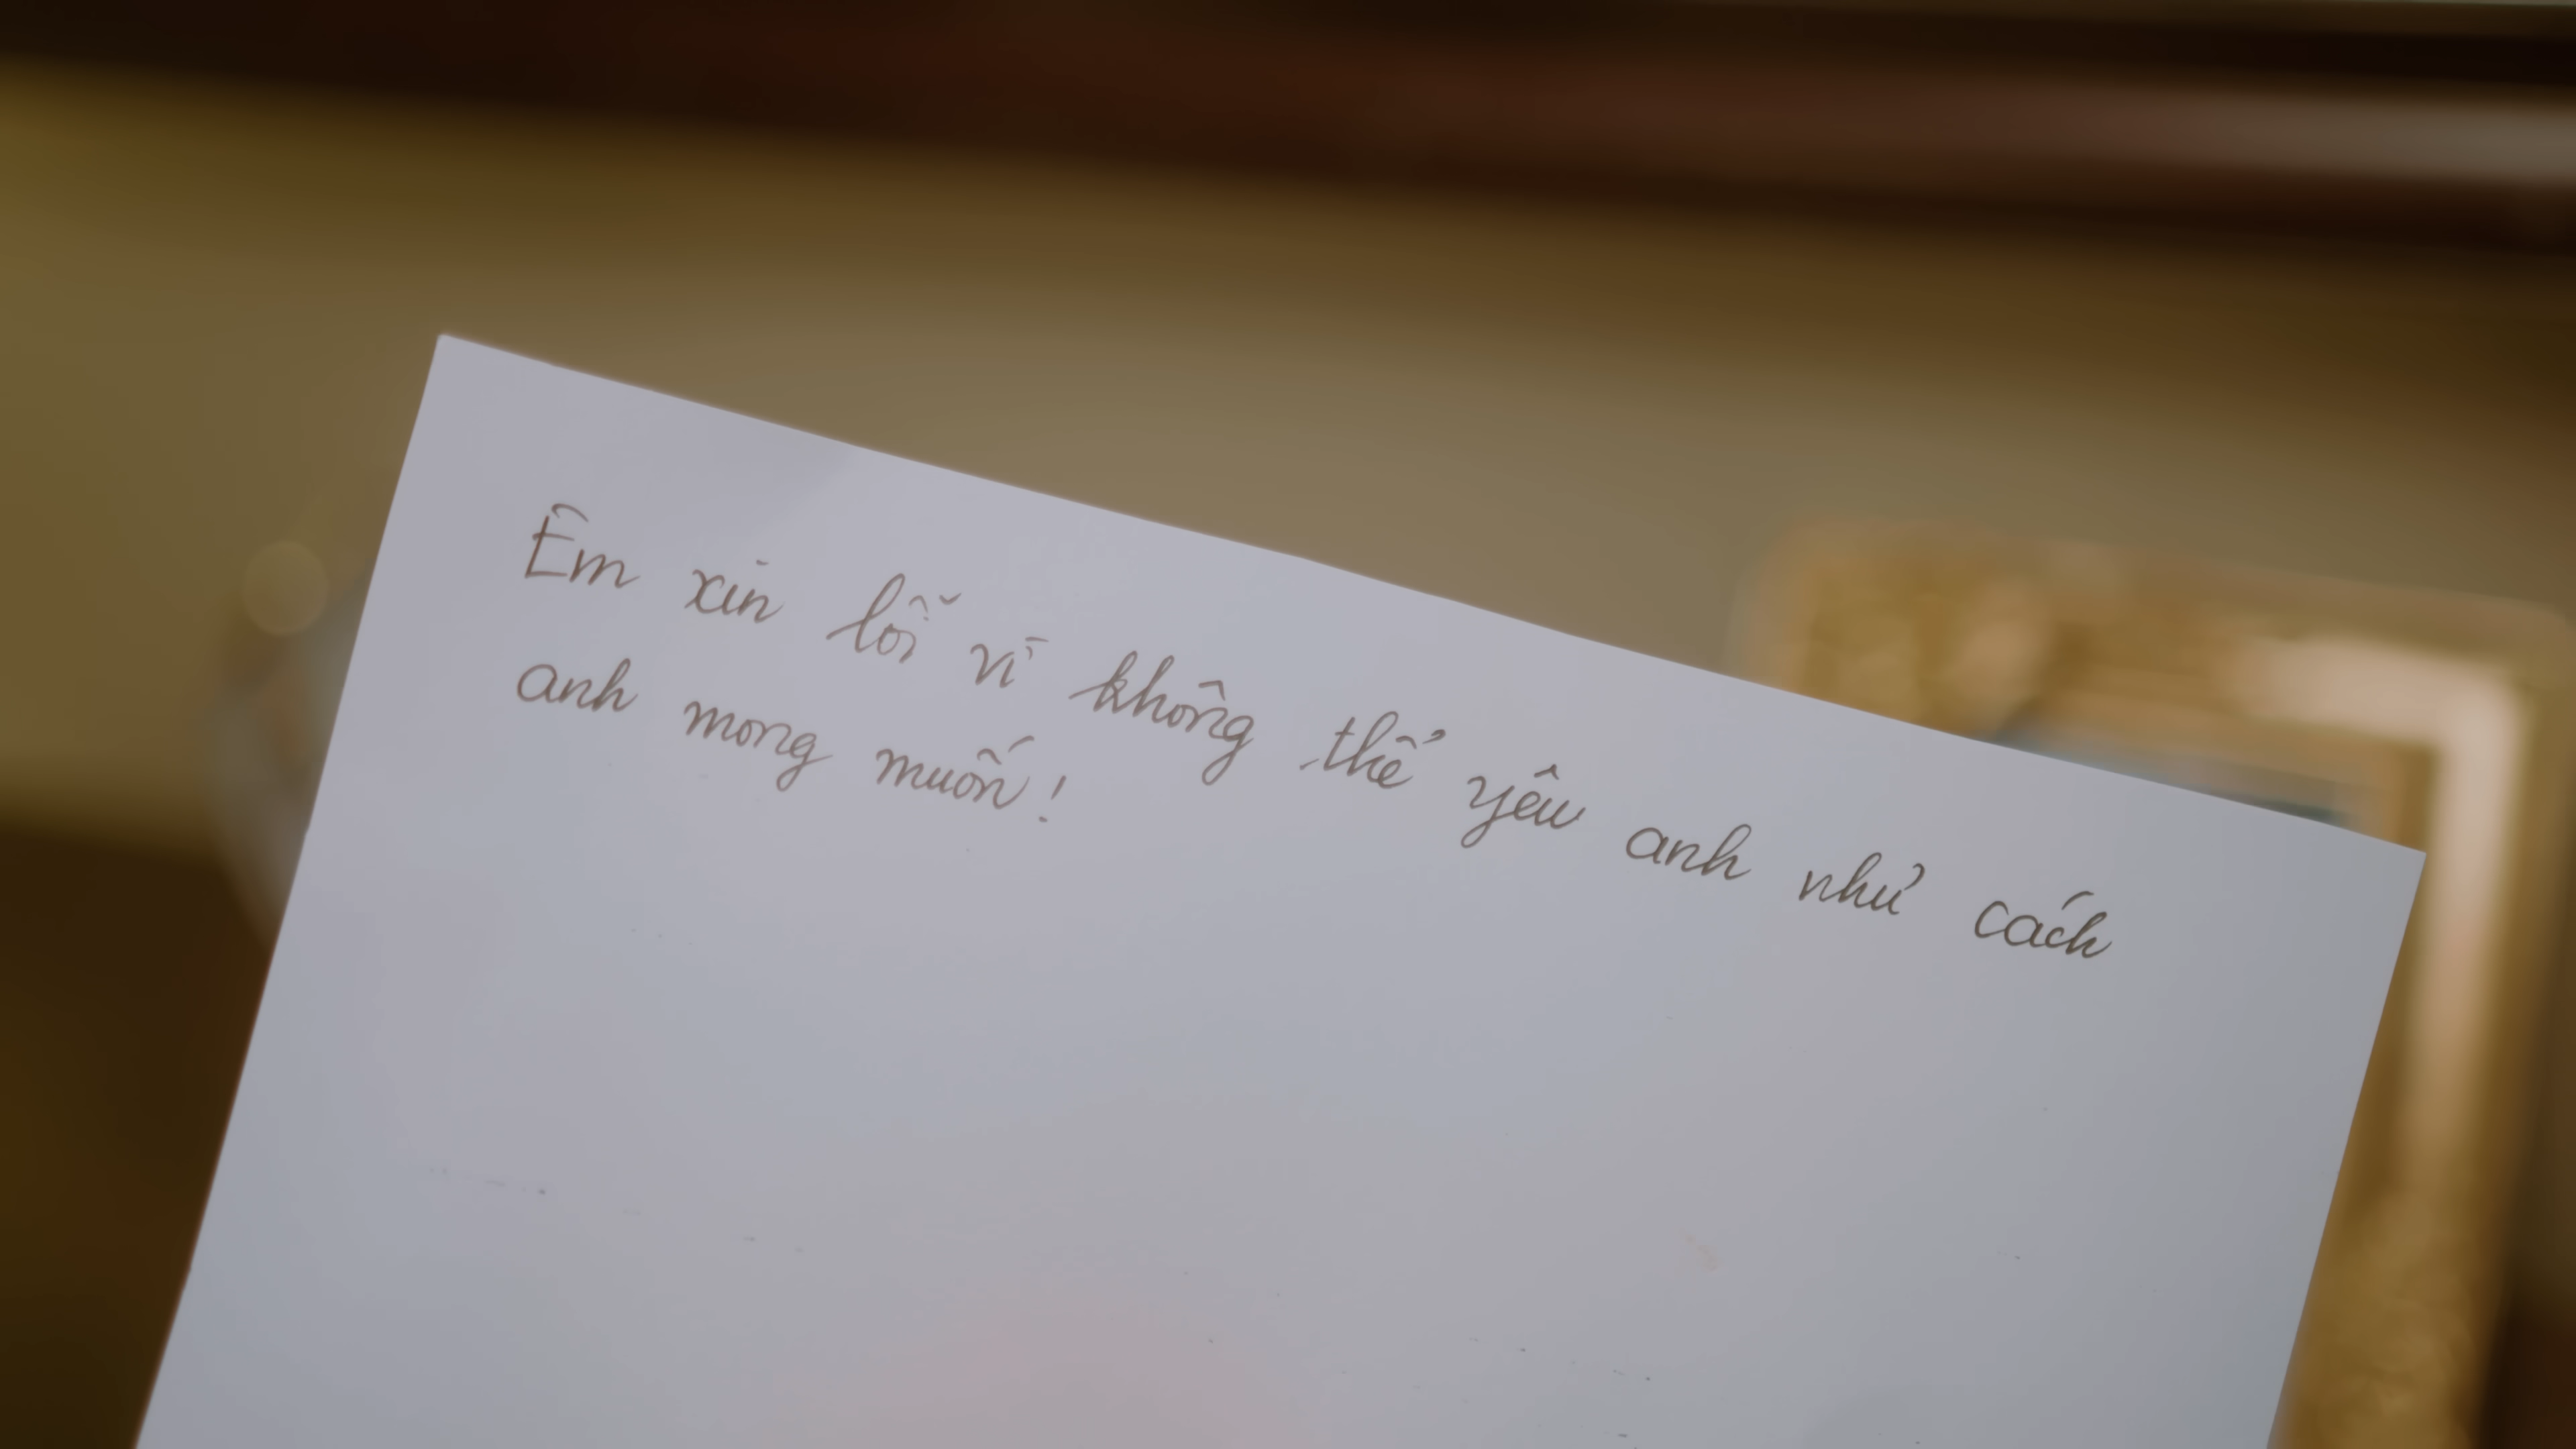 Em xin lỗi vì không thể yêu anh như cách
anh mong muốn!